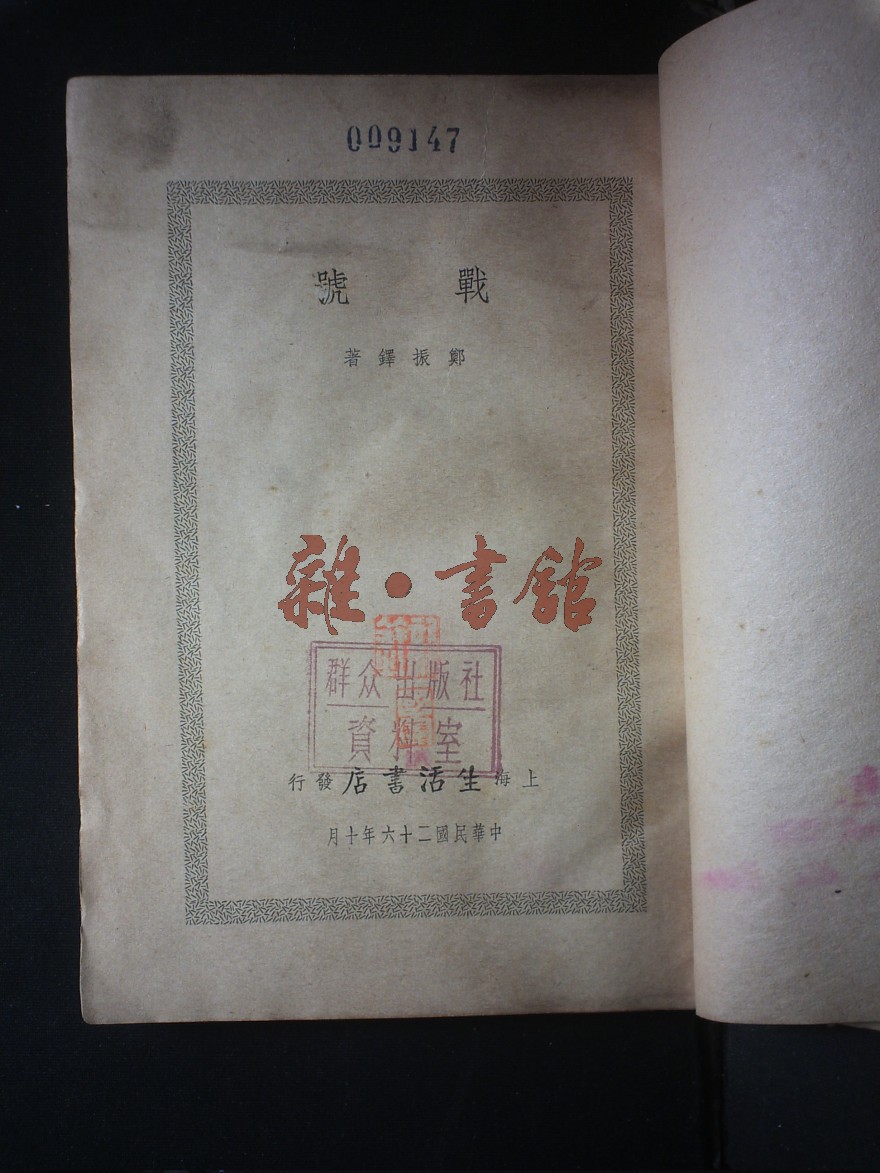 009147
戰號
鄭振鐸著
雜·書館
群众出版社
資料室
上海生活書店發行
中華民國二十六年十月